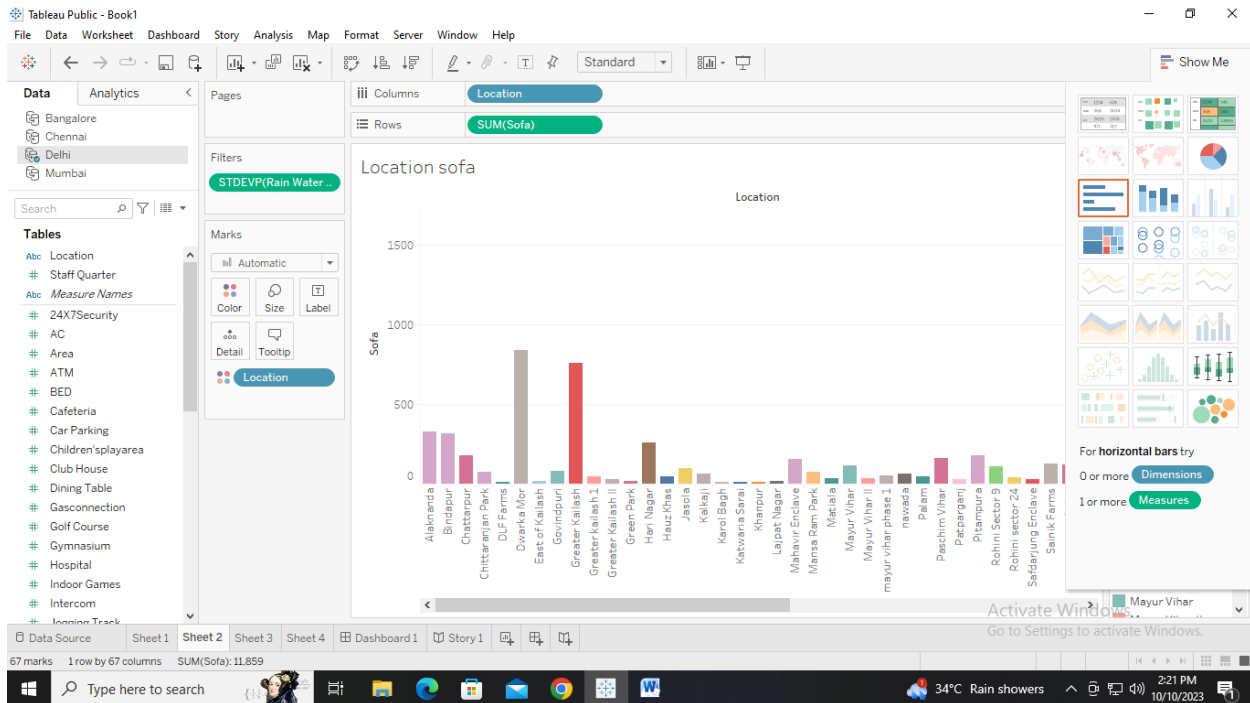 Tableau Public - Book1
File Data Worksheet Dashboard Story Analysis Map Format Server Window Help
Standard
Show Me
Data Analytics
Bangalore
Chennai
Delhi
Mumbai
Search
Tables
Abc Location
# Staff Quarter
Abc Measure Names
# 24X7Security
# AC
# Area
# ATM
# BED
# Cafeteria
# Car Parking
# Children'splayarea
# Club House
# Dining Table
# Gasconnection
# Golf Course
# Gymnasium
# Hospital
# Indoor Games
# Intercom
# Jogging Track
Pages
Filters
STDEVP(Rain Water ..
Marks
Automatic
Color Size Label
Detail Tooltip
Location
Columns Location
Rows SUM(Sofa)
Location sofa
Location
Sofa
1500
1000
500
0
Alaknanda
Bindapur
Chattarpur
Chittaranjan Park
DLF Farms
Dwarka Mor
East of Kailash
Govindpuri
Greater Kailash
Greater kailash 1
Greater Kailash II
Green Park
Hari Nagar
Hauz Khas
Jasola
Kalkaji
Karol Bagh
Katwaria Sarai
Khanpur
Lajpat Nagar
Mahavir Enclave
Mansa Ram Park
Matiala
Mayur Vihar
Mayur Vihar II
mayur vihar phase 1
nawada
Palam
Paschim Vihar
Patparganj
Pitampura
Rohini Sector 9
Rohini sector 24
Safdarjung Enclave
Sainik Farms
For horizontal bars try
0 or more Dimensions
1 or more Measures
Mayur Vihar
Activate Windows
Go to Settings to activate Windows.
Data Source Sheet 1 Sheet 2 Sheet 3 Sheet 4 Dashboard 1 Story 1
67 marks 1 row by 67 columns SUM(Sofa): 11,859
Type here to search
34°C Rain showers
2:21 PM
10/10/2023